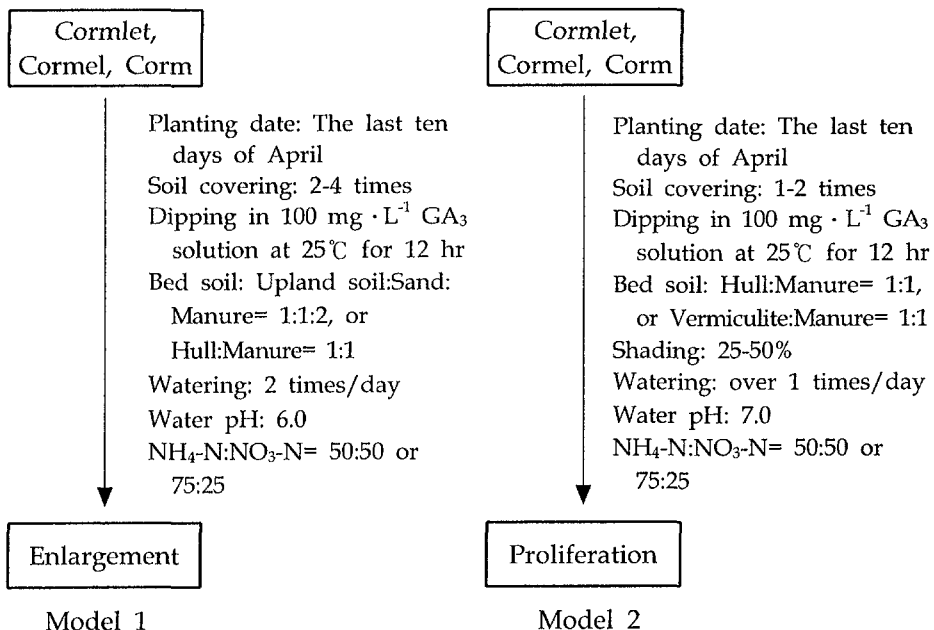 Cormlet,
Cormel, Corm
Planting date: The last ten
days of April
Soil covering: 2-4 times
Dipping in 100 mg · L⁻¹ GA₃
solution at 25℃ for 12 hr
Bed soil: Upland soil:Sand:
Manure= 1:1:2, or
Hull:Manure= 1:1
Watering: 2 times/day
Water pH: 6.0
NH₄-N:NO₃-N= 50:50 or
75:25
Enlargement
Model 1
Cormlet,
Cormel, Corm
Planting date: The last ten
days of April
Soil covering: 1-2 times
Dipping in 100 mg · L⁻¹ GA₃
solution at 25℃ for 12 hr
Bed soil: Hull:Manure= 1:1,
or Vermiculite:Manure= 1:1
Shading: 25-50%
Watering: over 1 times/day
Water pH: 7.0
NH₄-N:NO₃-N= 50:50 or
75:25
Proliferation
Model 2